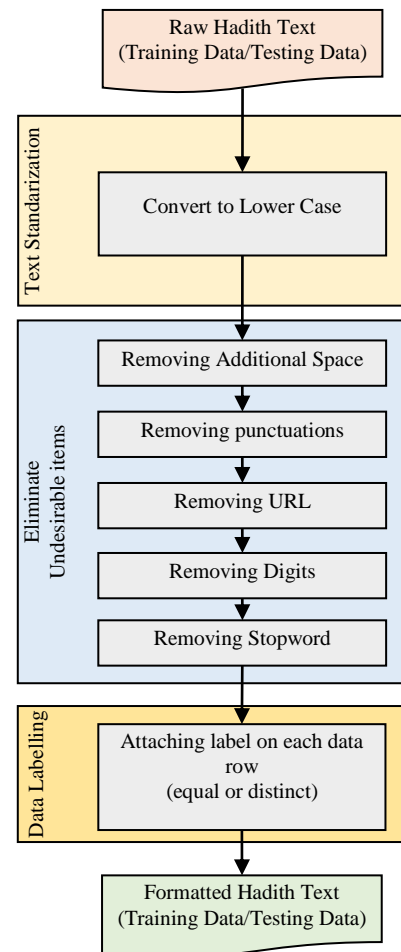 Raw Hadith Text
(Training Data/Testing Data)
Text Standarization
Convert to Lower Case
Eliminate
Undesirable items
Removing Additional Space
Removing punctuations
Removing URL
Removing Digits
Removing Stopword
Data Labelling
Attaching label on each data
row
(equal or distinct)
Formatted Hadith Text
(Training Data/Testing Data)